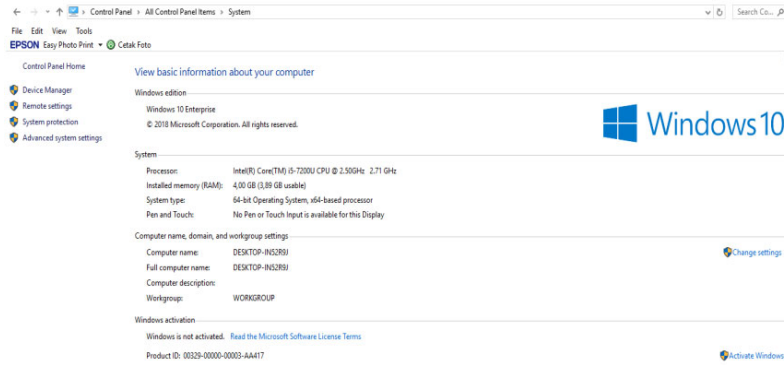 Control Panel › All Control Panel Items › System
Search Co...
File Edit View Tools
EPSON Easy Photo Print Cetak Foto
Control Panel Home
Device Manager
Remote settings
System protection
Advanced system settings
View basic information about your computer
Windows edition
Windows 10 Enterprise
© 2018 Microsoft Corporation. All rights reserved.
Windows 10
System
Processor: Intel(R) Core(TM) i5-7200U CPU @ 2.50GHz 2.71 GHz
Installed memory (RAM): 4,00 GB (3,89 GB usable)
System type: 64-bit Operating System, x64-based processor
Pen and Touch: No Pen or Touch Input is available for this Display
Computer name, domain, and workgroup settings
Computer name: DESKTOP-IN52R9J
Change settings
Full computer name: DESKTOP-IN52R9J
Computer description:
Workgroup: WORKGROUP
Windows activation
Windows is not activated. Read the Microsoft Software License Terms
Product ID: 00329-00000-00003-AA417
Activate Windows